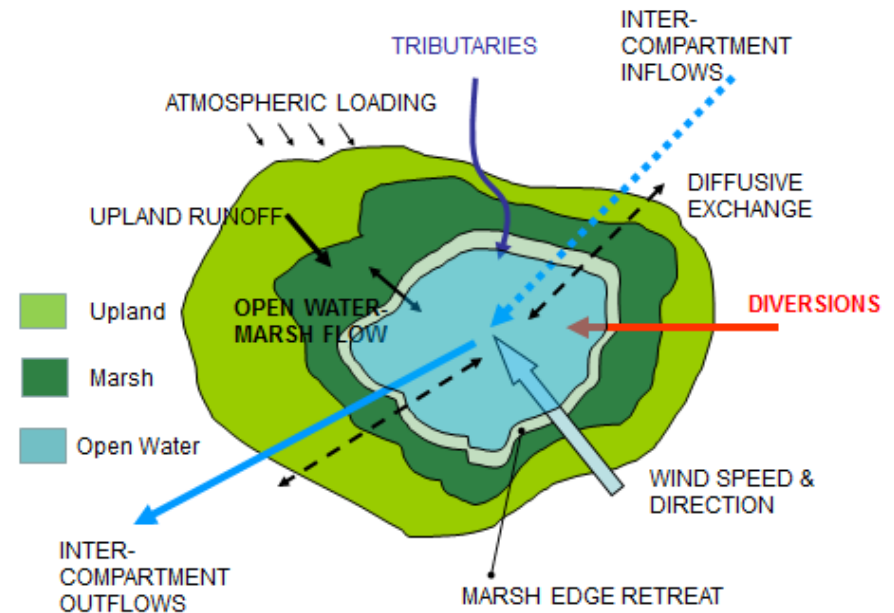 INTER-
COMPARTMENT
INFLOWS
TRIBUTARIES
ATMOSPHERIC LOADING
DIFFUSIVE
EXCHANGE
UPLAND RUNOFF
DIVERSIONS
OPEN WATER-
MARSH FLOW
Upland
Marsh
Open Water
WIND SPEED &
DIRECTION
INTER-
COMPARTMENT
OUTFLOWS
MARSH EDGE RETREAT